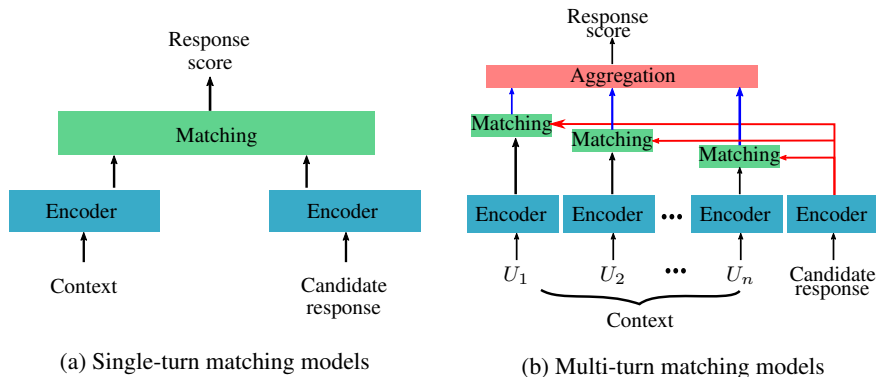 Response
score
Matching
Encoder
Encoder
Context
Candidate
response
(a) Single-turn matching models
Response
score
Aggregation
Matching
Matching
Matching
Encoder
Encoder
•••
Encoder
Encoder
U1
U2
•••
Un
Candidate
response
Context
(b) Multi-turn matching models